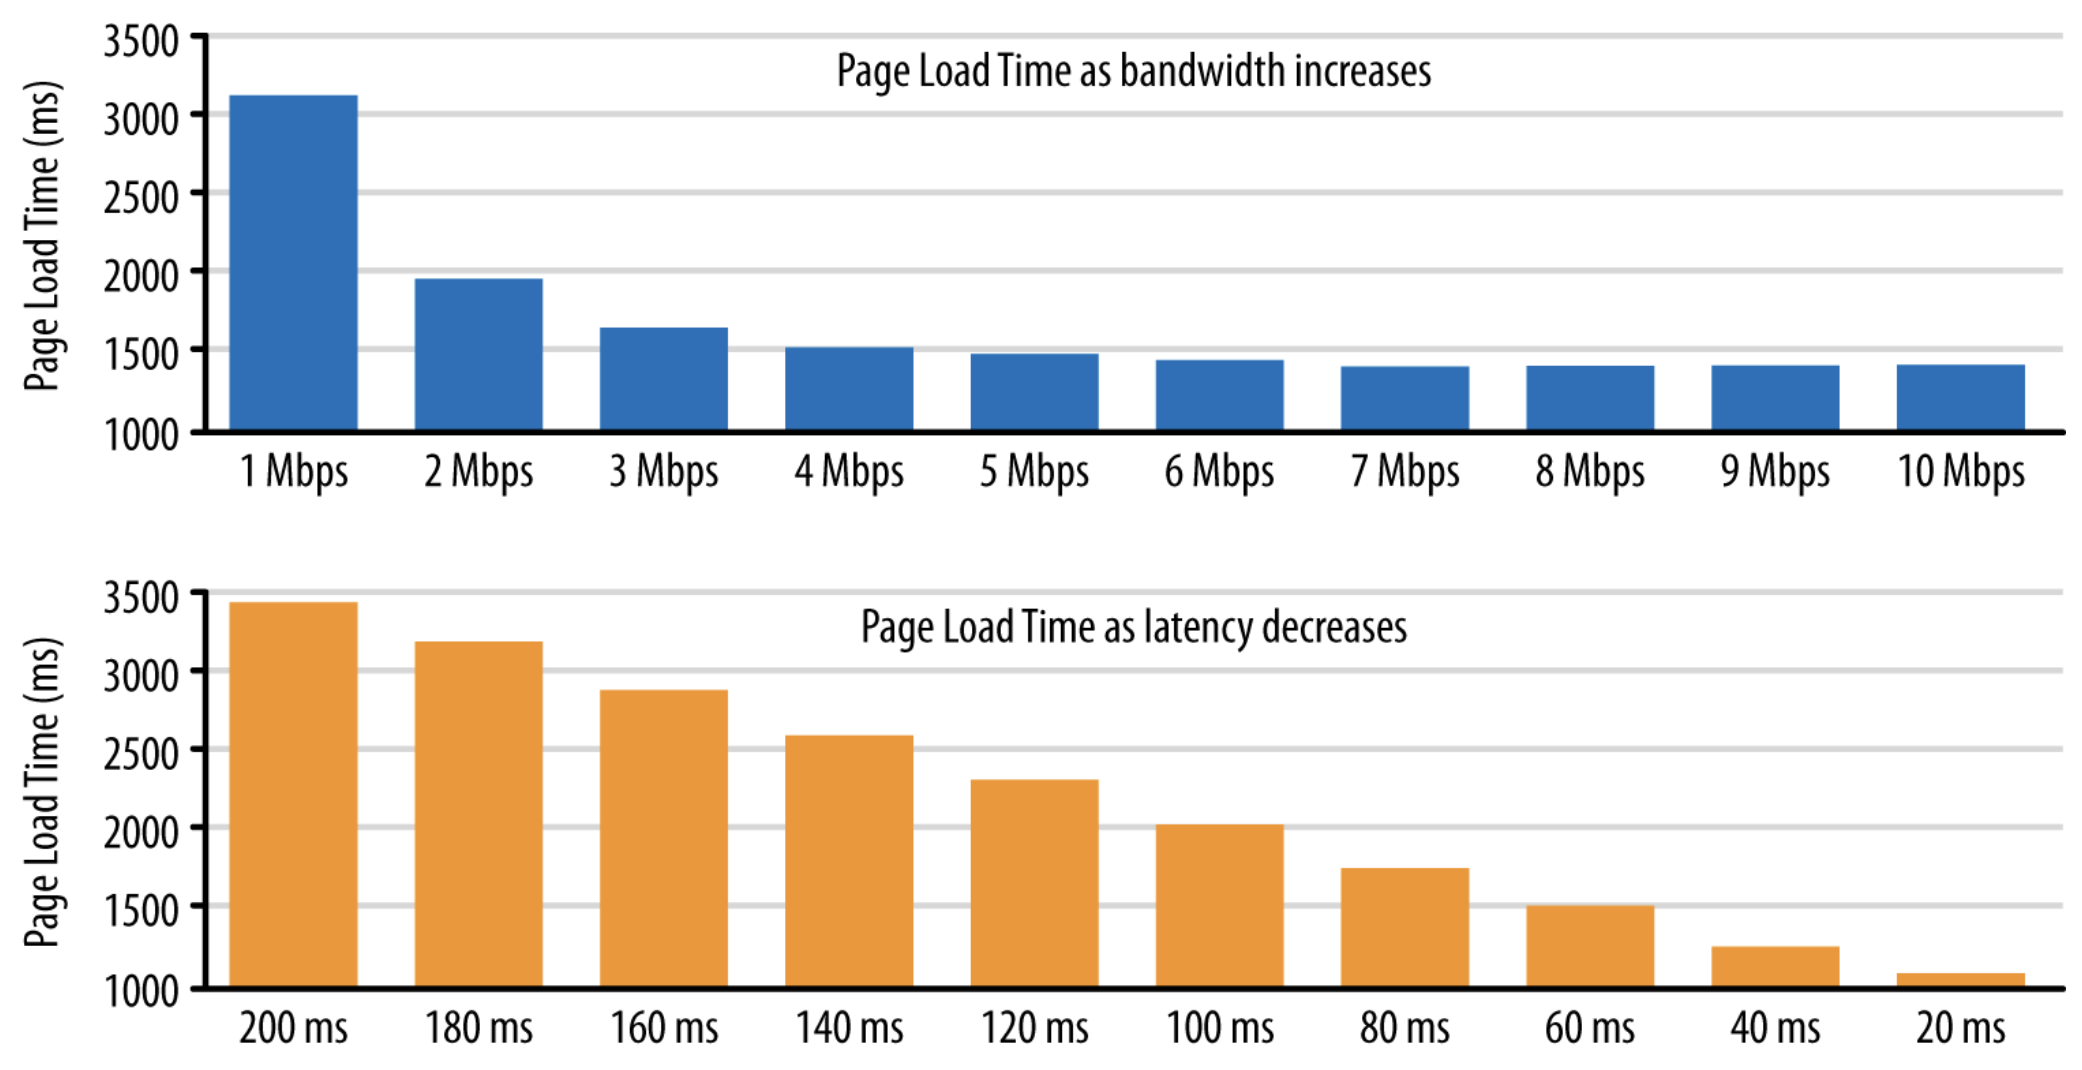 Page Load Time as bandwidth increases
Page Load Time (ms)
3500
3000
2500
2000
1500
1000
1 Mbps 2 Mbps 3 Mbps 4 Mbps 5 Mbps 6 Mbps 7 Mbps 8 Mbps 9 Mbps 10 Mbps
Page Load Time as latency decreases
Page Load Time (ms)
3500
3000
2500
2000
1500
1000
200 ms 180 ms 160 ms 140 ms 120 ms 100 ms 80 ms 60 ms 40 ms 20 ms